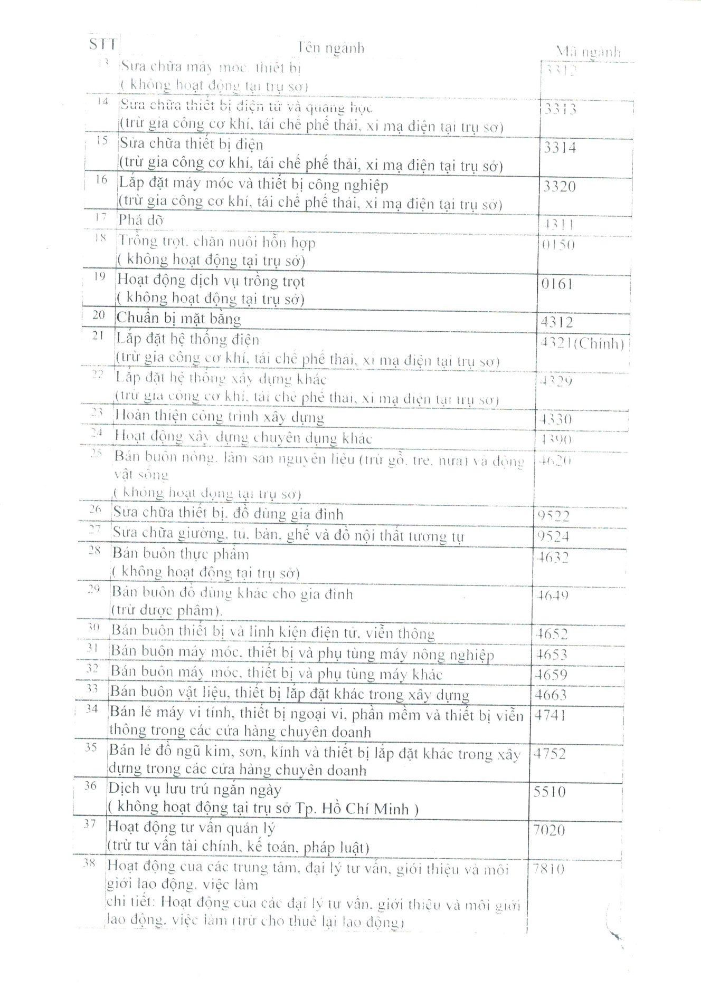 STT Tên ngành Mã ngành
13 Sửa chữa máy móc, thiết bị 3312
( không hoạt động tại trụ sở)
14 Sửa chữa thiết bị điện tử và quang học 3313
(trừ gia công cơ khí, tái chế phế thải, xi mạ điện tại trụ sở)
15 Sửa chữa thiết bị điện 3314
(trừ gia công cơ khí, tái chế phế thải, xi mạ điện tại trụ sở)
16 Lắp đặt máy móc và thiết bị công nghiệp 3320
(trừ gia công cơ khí, tái chế phế thải, xi mạ điện tại trụ sở)
17 Phá dỡ 4311
18 Trồng trọt, chăn nuôi hỗn hợp 0150
( không hoạt động tại trụ sở)
19 Hoạt động dịch vụ trồng trọt 0161
( không hoạt động tại trụ sở)
20 Chuẩn bị mặt bằng 4312
21 Lắp đặt hệ thống điện 4321(Chính)
(trừ gia công cơ khí, tái chế phế thải, xi mạ điện tại trụ sở)
22 Lắp đặt hệ thống xây dựng khác 4329
(trừ gia công cơ khí, tái chế phế thải, xi mạ điện tại trụ sở)
23 Hoàn thiện công trình xây dựng 4330
24 Hoạt động xây dựng chuyên dụng khác 4390
25 Bán buôn nông, lâm sản nguyên liệu (trừ gỗ, tre, nứa) và động 4620
vật sống
( không hoạt động tại trụ sở)
26 Sửa chữa thiết bị, đồ dùng gia đình 9522
27 Sửa chữa giường, tủ, bàn, ghế và đồ nội thất tương tự 9524
28 Bán buôn thực phẩm 4632
( không hoạt động tại trụ sở)
29 Bán buôn đồ dùng khác cho gia đình 4649
(trừ dược phẩm).
30 Bán buôn thiết bị và linh kiện điện tử, viễn thông 4652
31 Bán buôn máy móc, thiết bị và phụ tùng máy nông nghiệp 4653
32 Bán buôn máy móc, thiết bị và phụ tùng máy khác 4659
33 Bán buôn vật liệu, thiết bị lắp đặt khác trong xây dựng 4663
34 Bán lẻ máy vi tính, thiết bị ngoại vi, phần mềm và thiết bị viễn 4741
thông trong các cửa hàng chuyên doanh
35 Bán lẻ đồ ngũ kim, sơn, kính và thiết bị lắp đặt khác trong xây 4752
dựng trong các cửa hàng chuyên doanh
36 Dịch vụ lưu trú ngắn ngày 5510
( không hoạt động tại trụ sở Tp. Hồ Chí Minh )
37 Hoạt động tư vấn quản lý 7020
(trừ tư vấn tài chính, kế toán, pháp luật)
38 Hoạt động của các trung tâm, đại lý tư vấn, giới thiệu và môi 7810
giới lao động, việc làm
chi tiết: Hoạt động của các đại lý tư vấn, giới thiệu và môi giới
lao động, việc làm (trừ cho thuê lại lao động)